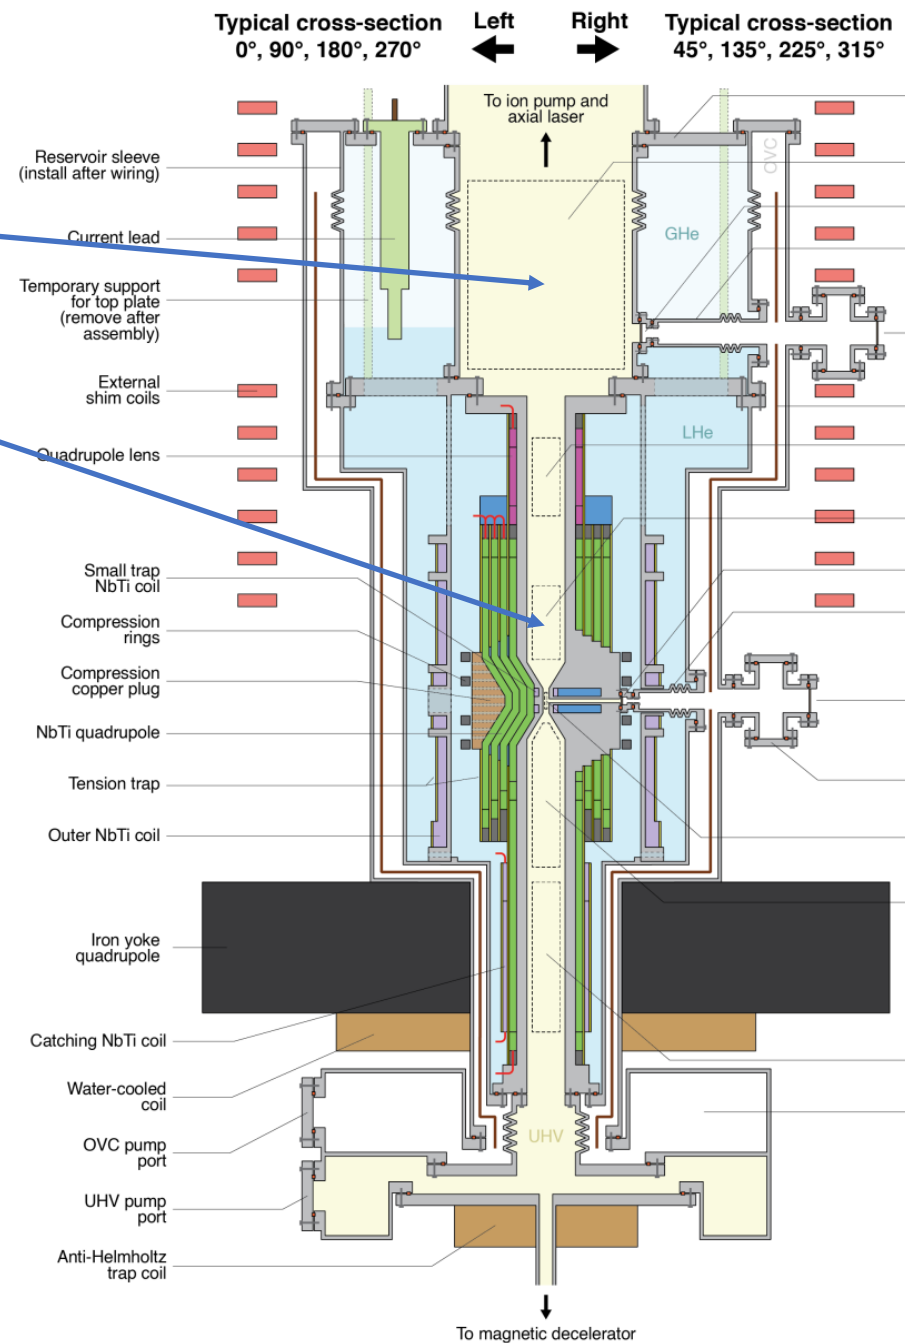 Typical cross-section
0°, 90°, 180°, 270°
Left
Right
Typical cross-section
45°, 135°, 225°, 315°
To ion pump and
axial laser
OVC
Reservoir sleeve
(install after wiring)
Current lead
GHe
Temporary support
for top plate
(remove after
assembly)
External
shim coils
LHe
Quadrupole lens
Small trap
NbTi coil
Compression
rings
Compression
copper plug
NbTi quadrupole
Tension trap
Outer NbTi coil
Iron yoke
quadrupole
Catching NbTi coil
Water-cooled
coil
OVC pump
port
UHV
UHV pump
port
Anti-Helmholtz
trap coil
To magnetic decelerator